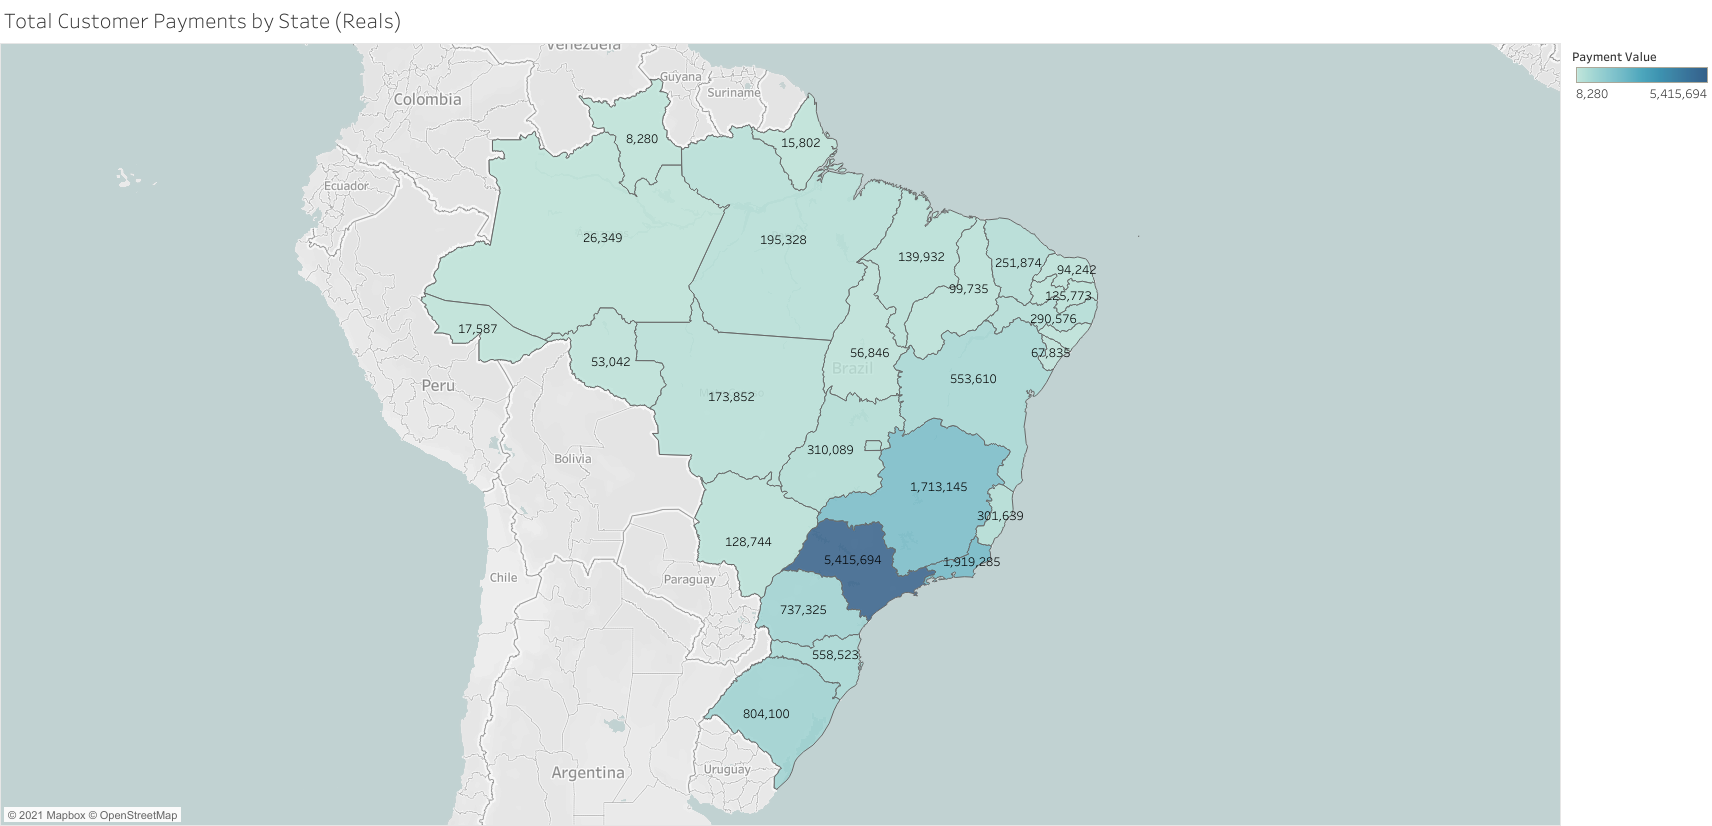 Total Customer Payments by State (Reals)
Payment Value
8,280 5,415,694
Venezuela
Guyana
Colombia
Suriname
8,280
15,802
Ecuador
26,349
195,328
139,932
251,874
94,242
99,735
125,773
17,587
290,576
53,042
56,846
67,835
Brazil
Peru
553,610
173,852
310,089
Bolivia
1,713,145
301,639
128,744
5,415,694
1,919,285
Chile
Paraguay
737,325
558,523
804,100
Uruguay
Argentina
© 2021 Mapbox © OpenStreetMap